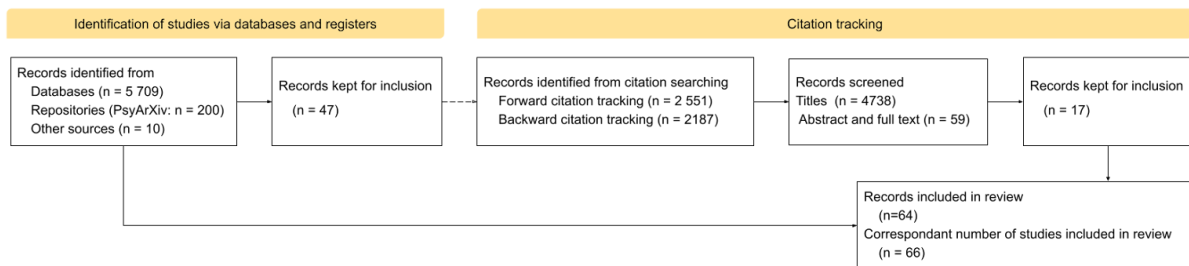 Identification of studies via databases and registers
Citation tracking
Records identified from
Databases (n = 5 709)
Repositories (PsyArXiv: n = 200)
Other sources (n = 10)
Records kept for inclusion
(n = 47)
Records identified from citation searching
Forward citation tracking (n = 2 551)
Backward citation tracking (n = 2187)
Records screened
Titles (n = 4738)
Abstract and full text (n = 59)
Records kept for inclusion
(n = 17)
Records included in review
(n=64)
Correspondant number of studies included in review
(n = 66)